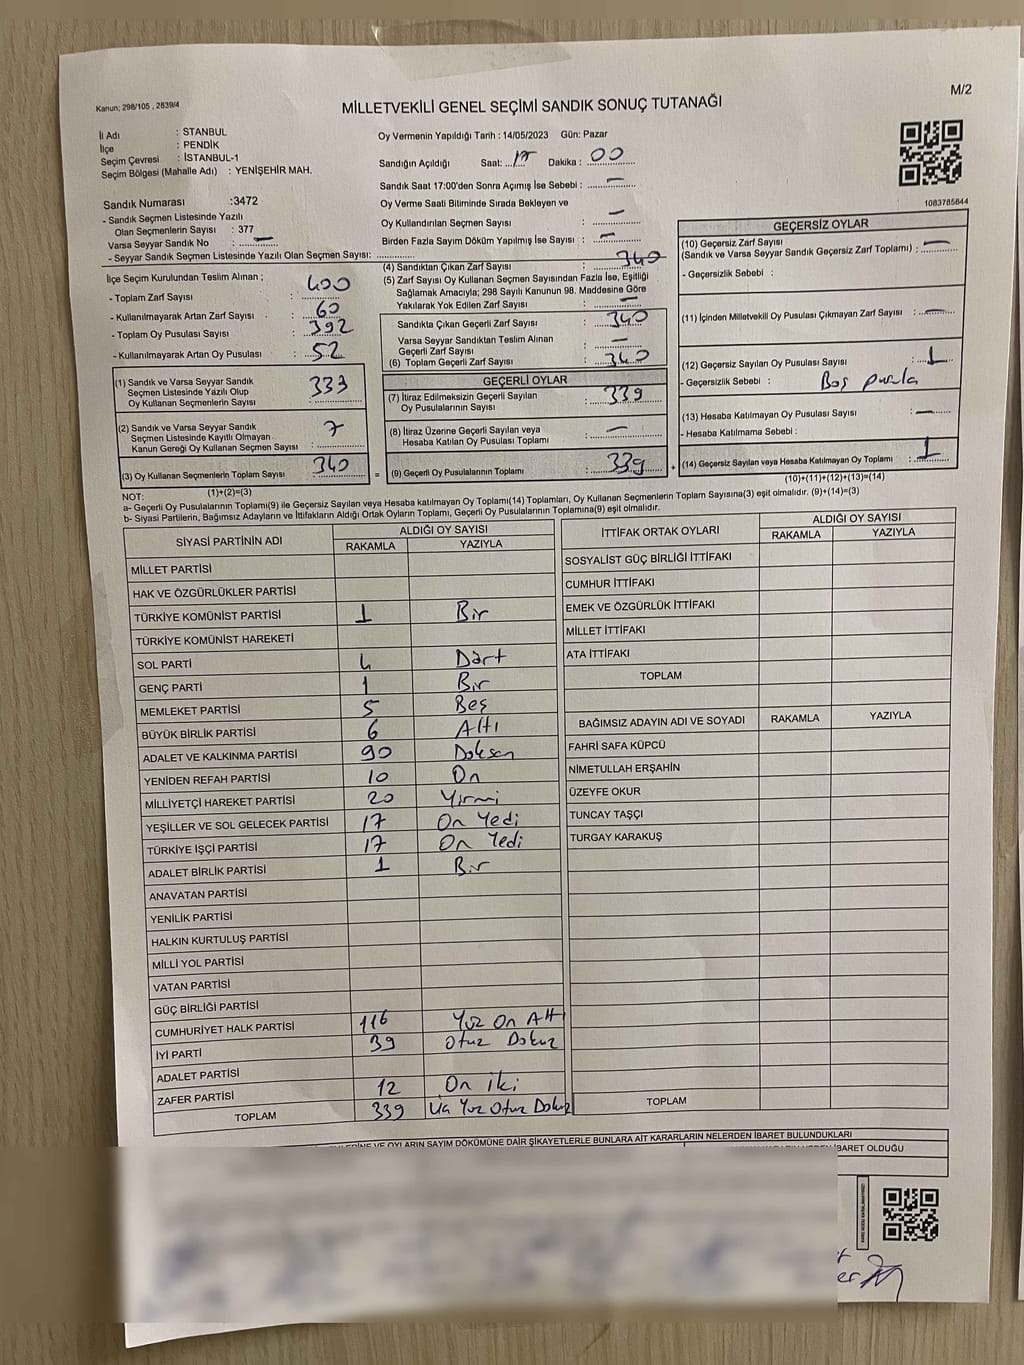 Kanun; 298/105 , 2839/4
M/2
MİLLETVEKİLİ GENEL SEÇİMİ SANDIK SONUÇ TUTANAĞI
İl Adı : STANBUL
İlçe : PENDİK
Seçim Çevresi : İSTANBUL-1
Seçim Bölgesi (Mahalle Adı) : YENİŞEHİR MAH.
Sandık Numarası :3472
- Sandık Seçmen Listesinde Yazılı
Olan Seçmenlerin Sayısı : 377
Varsa Seyyar Sandık No : —
- Seyyar Sandık Seçmen Listesinde Yazılı Olan Seçmen Sayısı:
Oy Vermenin Yapıldığı Tarih : 14/05/2023 Gün: Pazar
Sandığın Açıldığı Saat: 17 Dakika : 00
Sandık Saat 17:00'den Sonra Açımış İse Sebebi : —
Oy Verme Saati Bitiminde Sırada Bekleyen ve
Oy Kullandırılan Seçmen Sayısı : —
Birden Fazla Sayım Döküm Yapılmış İse Sayısı : —
1083785844
İlçe Seçim Kurulundan Teslim Alınan ;
- Toplam Zarf Sayısı : 400
- Kullanılmayarak Artan Zarf Sayısı : 60
- Toplam Oy Pusulası Sayısı : 392
- Kullanılmayarak Artan Oy Pusulası : 52
(1) Sandık ve Varsa Seyyar Sandık
Seçmen Listesinde Yazılı Olup
Oy Kullanan Seçmenlerin Sayısı : 333
(2) Sandık ve Varsa Seyyar Sandık
Seçmen Listesinde Kayıtlı Olmayan
Kanun Gereği Oy Kullanan Seçmen Sayısı : 7
(3) Oy Kullanan Seçmenlerin Toplam Sayısı : 340
(1)+(2)=(3)
(4) Sandıktan Çıkan Zarf Sayısı : 340
(5) Zarf Sayısı Oy Kullanan Seçmen Sayısından Fazla İse, Eşitliği
Sağlamak Amacıyla; 298 Sayılı Kanunun 98. Maddesine Göre
Yakılarak Yok Edilen Zarf Sayısı : —
Sandıkta Çıkan Geçerli Zarf Sayısı : 340
Varsa Seyyar Sandıktan Teslim Alınan
Geçerli Zarf Sayısı : —
(6) Toplam Geçerli Zarf Sayısı : 340
GEÇERLİ OYLAR
(7) İtiraz Edilmeksizin Geçerli Sayılan
Oy Pusulalarının Sayısı : 339
(8) İtiraz Üzerine Geçerli Sayılan veya
Hesaba Katılan Oy Pusulası Toplamı : —
= (9) Geçerli Oy Pusulalarının Toplamı : 339
GEÇERSİZ OYLAR
(10) Geçersiz Zarf Sayısı
(Sandık ve Varsa Seyyar Sandık Geçersiz Zarf Toplamı) : —
- Geçersizlik Sebebi :
(11) İçinden Milletvekili Oy Pusulası Çıkmayan Zarf Sayısı : —
(12) Geçersiz Sayılan Oy Pusulası Sayısı : 1
- Geçersizlik Sebebi : Boş pusula
(13) Hesaba Katılmayan Oy Pusulası Sayısı : —
- Hesaba Katılmama Sebebi :
+ (14) Geçersiz Sayılan veya Hesaba Katılmayan Oy Toplamı : 1
(10)+(11)+(12)+(13)=(14)
NOT:
a- Geçerli Oy Pusulalarının Toplamı(9) ile Geçersiz Sayılan veya Hesaba katılmayan Oy Toplamı(14) Toplamları, Oy Kullanan Seçmenlerin Toplam Sayısına(3) eşit olmalıdır. (9)+(14)=(3)
b- Siyasi Partilerin, Bağımsız Adayların ve İttifakların Aldığı Ortak Oyların Toplamı, Geçerli Oy Pusulalarının Toplamına(9) eşit olmalıdır.
SİYASİ PARTİNİN ADI ALDIĞI OY SAYISI
RAKAMLA YAZIYLA
MİLLET PARTİSİ
HAK VE ÖZGÜRLÜKLER PARTİSİ
TÜRKİYE KOMÜNİST PARTİSİ 1 Bir
TÜRKİYE KOMÜNİST HAREKETİ
SOL PARTİ 4 Dört
GENÇ PARTİ 1 Bir
MEMLEKET PARTİSİ 5 Beş
BÜYÜK BİRLİK PARTİSİ 6 Altı
ADALET VE KALKINMA PARTİSİ 90 Doksan
YENİDEN REFAH PARTİSİ 10 On
MİLLİYETÇİ HAREKET PARTİSİ 20 Yirmi
YEŞİLLER VE SOL GELECEK PARTİSİ 17 On Yedi
TÜRKİYE İŞÇİ PARTİSİ 17 On Yedi
ADALET BİRLİK PARTİSİ 1 Bir
ANAVATAN PARTİSİ
YENİLİK PARTİSİ
HALKIN KURTULUŞ PARTİSİ
MİLLİ YOL PARTİSİ
VATAN PARTİSİ
GÜÇ BİRLİĞİ PARTİSİ
CUMHURİYET HALK PARTİSİ 116 Yüz On Altı
İYİ PARTİ 39 Otuz Dokuz
ADALET PARTİSİ
ZAFER PARTİSİ 12 On iki
TOPLAM 339 Üç Yüz Otuz Dokuz
İTTİFAK ORTAK OYLARI ALDIĞI OY SAYISI
RAKAMLA YAZIYLA
SOSYALİST GÜÇ BİRLİĞİ İTTİFAKI
CUMHUR İTTİFAKI
EMEK VE ÖZGÜRLÜK İTTİFAKI
MİLLET İTTİFAKI
ATA İTTİFAKI
TOPLAM
BAĞIMSIZ ADAYIN ADI VE SOYADI RAKAMLA YAZIYLA
FAHRİ SAFA KÜPCÜ
NİMETULLAH ERŞAHİN
ÜZEYFE OKUR
TUNCAY TAŞÇI
TURGAY KARAKUŞ
TOPLAM
VE OYLARIN SAYIM DÖKÜMÜNE DAİR ŞİKAYETLERLE BUNLARA AİT KARARLARIN NELERDEN İBARET BULUNDUKLARI
İBARET OLDUĞU